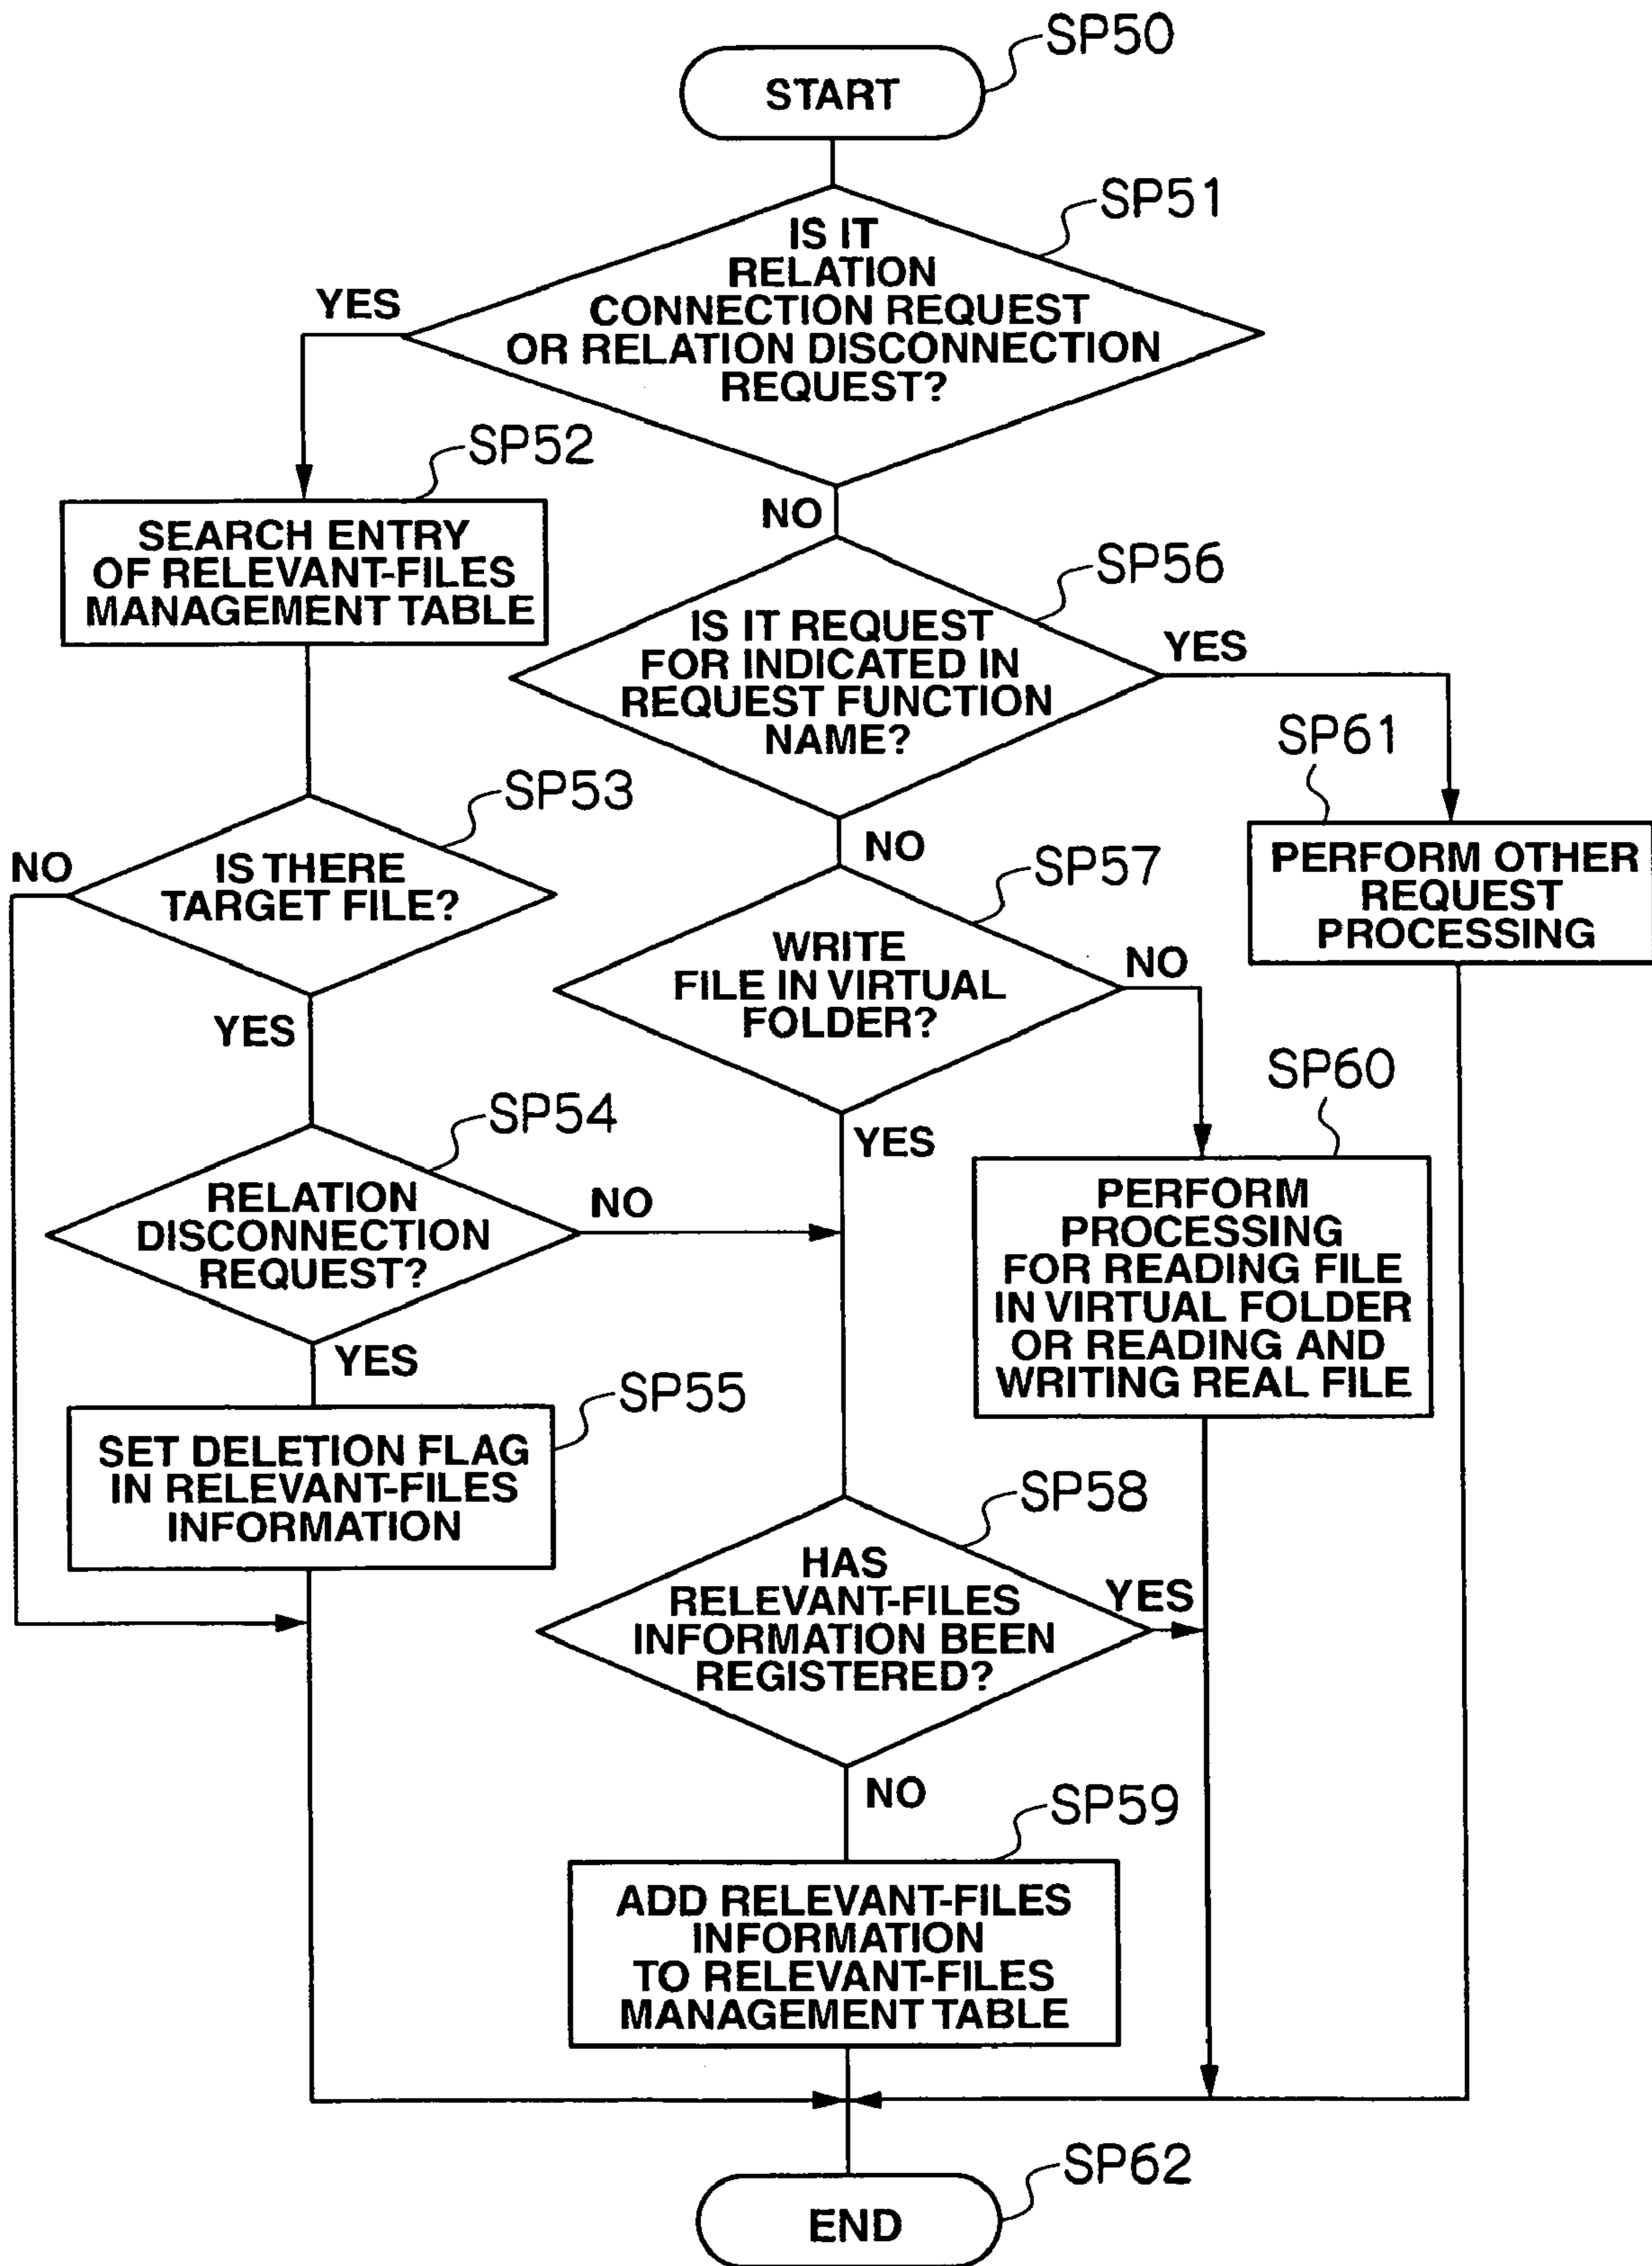 SP50
START
SP51
IS IT
RELATION
CONNECTION REQUEST
OR RELATION DISCONNECTION
REQUEST?
YES
NO
SP52
SEARCH ENTRY
OF RELEVANT-FILES
MANAGEMENT TABLE
SP53
IS THERE
TARGET FILE?
NO
YES
SP54
RELATION
DISCONNECTION
REQUEST?
NO
YES
SP55
SET DELETION FLAG
IN RELEVANT-FILES
INFORMATION
SP56
IS IT REQUEST
FOR INDICATED IN
REQUEST FUNCTION
NAME?
YES
NO
SP61
PERFORM OTHER
REQUEST
PROCESSING
SP57
WRITE
FILE IN VIRTUAL
FOLDER?
NO
YES
SP60
PERFORM
PROCESSING
FOR READING FILE
IN VIRTUAL FOLDER
OR READING AND
WRITING REAL FILE
SP58
HAS
RELEVANT-FILES
INFORMATION BEEN
REGISTERED?
YES
NO
SP59
ADD RELEVANT-FILES
INFORMATION
TO RELEVANT-FILES
MANAGEMENT TABLE
SP62
END